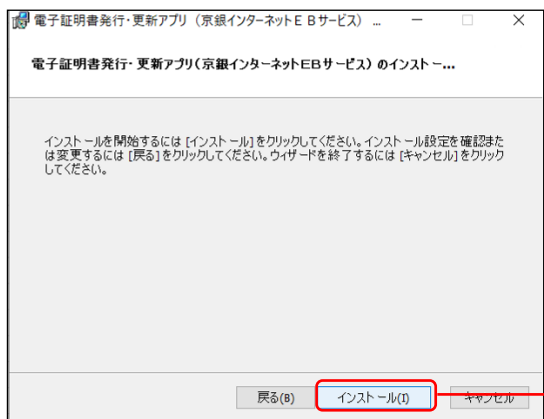 電子証明書発行・更新アプリ（京銀インターネットＥＢサービス） ...
電子証明書発行・更新アプリ（京銀インターネットＥＢサービス）のインストー...
インストールを開始するには [インストール] をクリックしてください。インストール設定を確認また
は変更するには [戻る] をクリックしてください。ウィザードを終了するには [キャンセル] をクリック
してください。
戻る(B) インストール(I) キャンセル